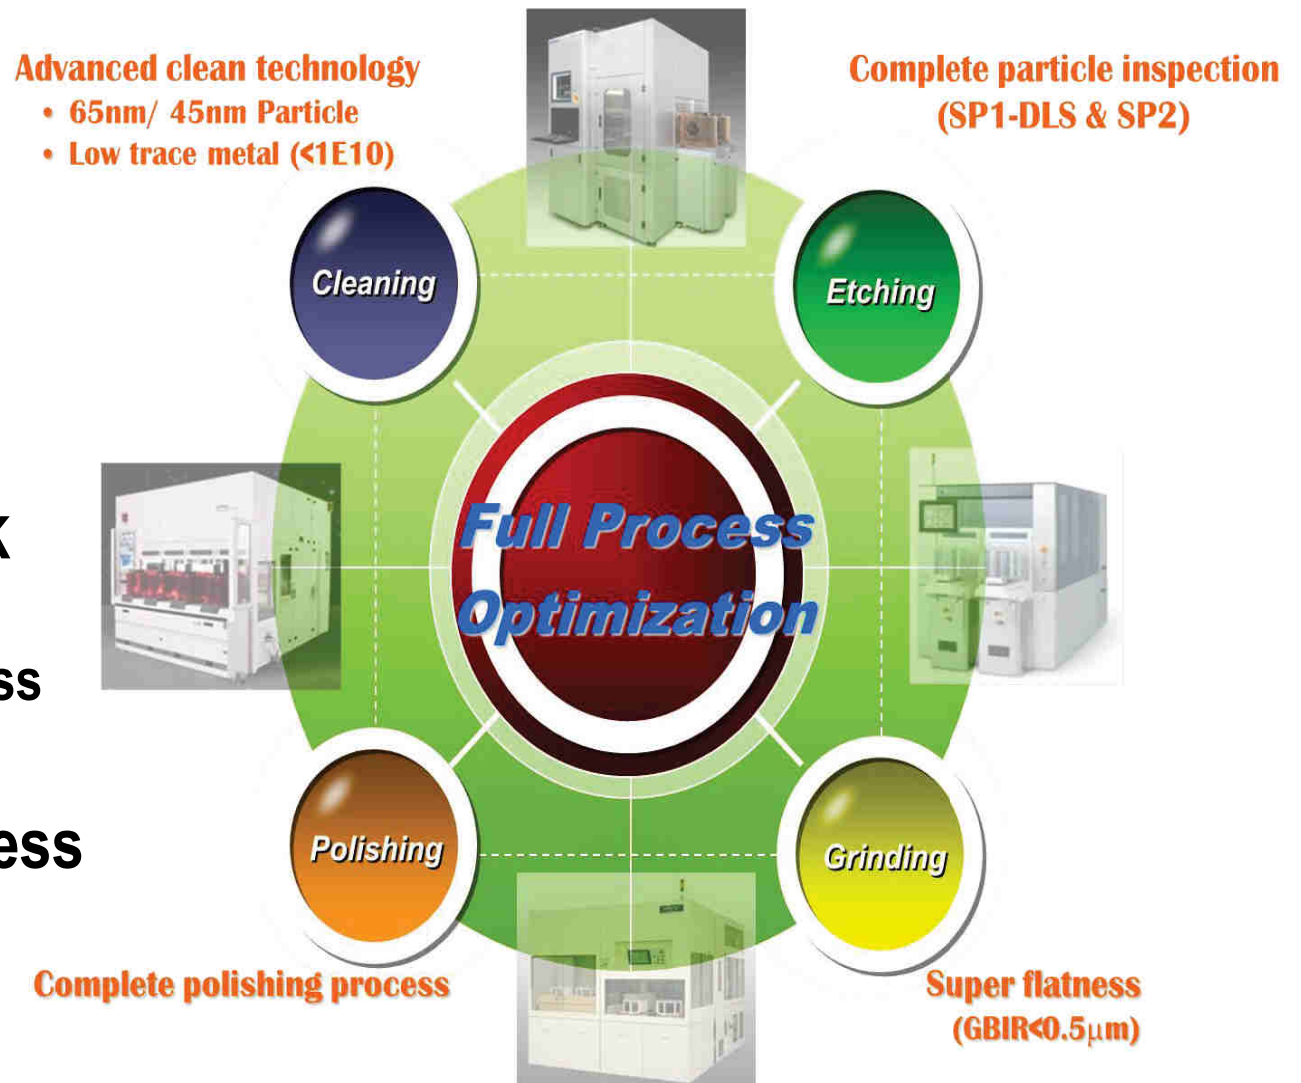 Advanced clean technology
• 65nm/ 45nm Particle
• Low trace metal (<1E10)
Complete particle inspection
(SP1-DLS & SP2)
Cleaning
Etching
Full Process
Optimization
Polishing
Grinding
Complete polishing process
Super flatness
(GBIR<0.5μm)